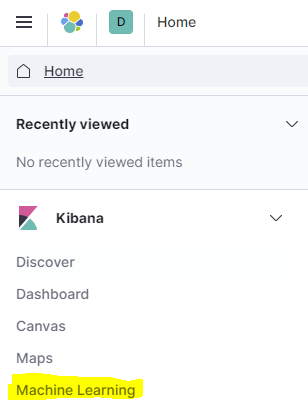 D Home
Home
Recently viewed
No recently viewed items
Kibana
Discover
Dashboard
Canvas
Maps
Machine Learning